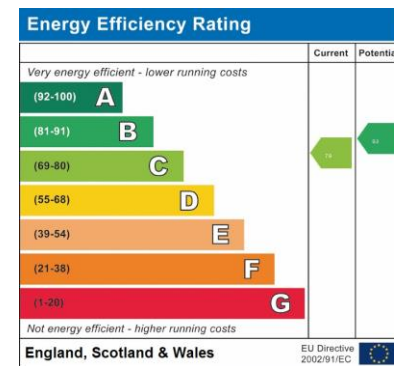 Energy Efficiency Rating
Current Potentia
Very energy efficient - lower running costs
(92-100) A
(81-91) B
(69-80) C
(55-68) D
(39-54) E
(21-38) F
(1-20) G
Not energy efficient - higher running costs
England, Scotland & Wales
EU Directive
2002/91/EC